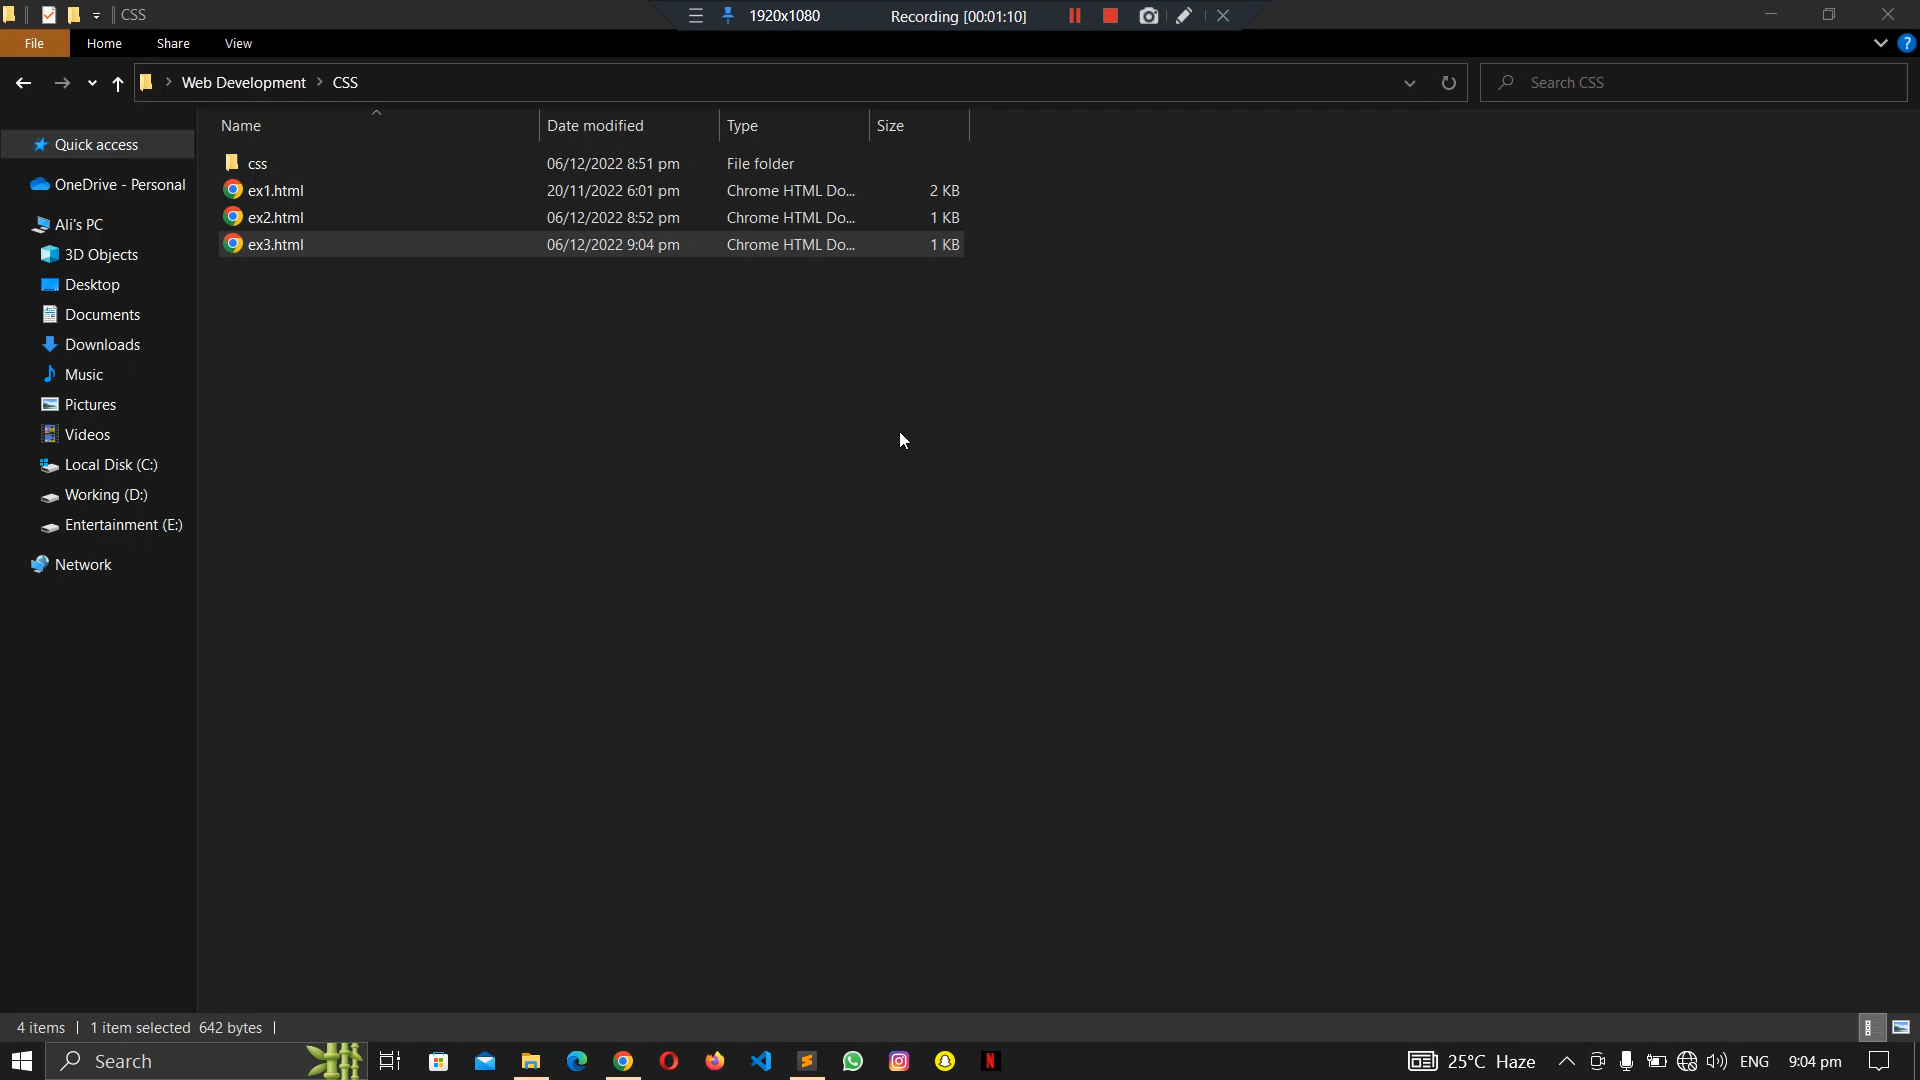 CSS
1920x1080
Recording [00:01:10]
File
Home
Share
View
Web Development
CSS
Search CSS
Name
Date modified
Type
Size
css
06/12/2022 8:51 pm
File folder
ex1.html
20/11/2022 6:01 pm
Chrome HTML Do...
2 KB
ex2.html
06/12/2022 8:52 pm
Chrome HTML Do...
1 KB
ex3.html
06/12/2022 9:04 pm
Chrome HTML Do...
1 KB
Quick access
OneDrive - Personal
Ali's PC
3D Objects
Desktop
Documents
Downloads
Music
Pictures
Videos
Local Disk (C:)
Working (D:)
Entertainment (E:)
Network
4 items
1 item selected 642 bytes
Search
25°C Haze
ENG
9:04 pm